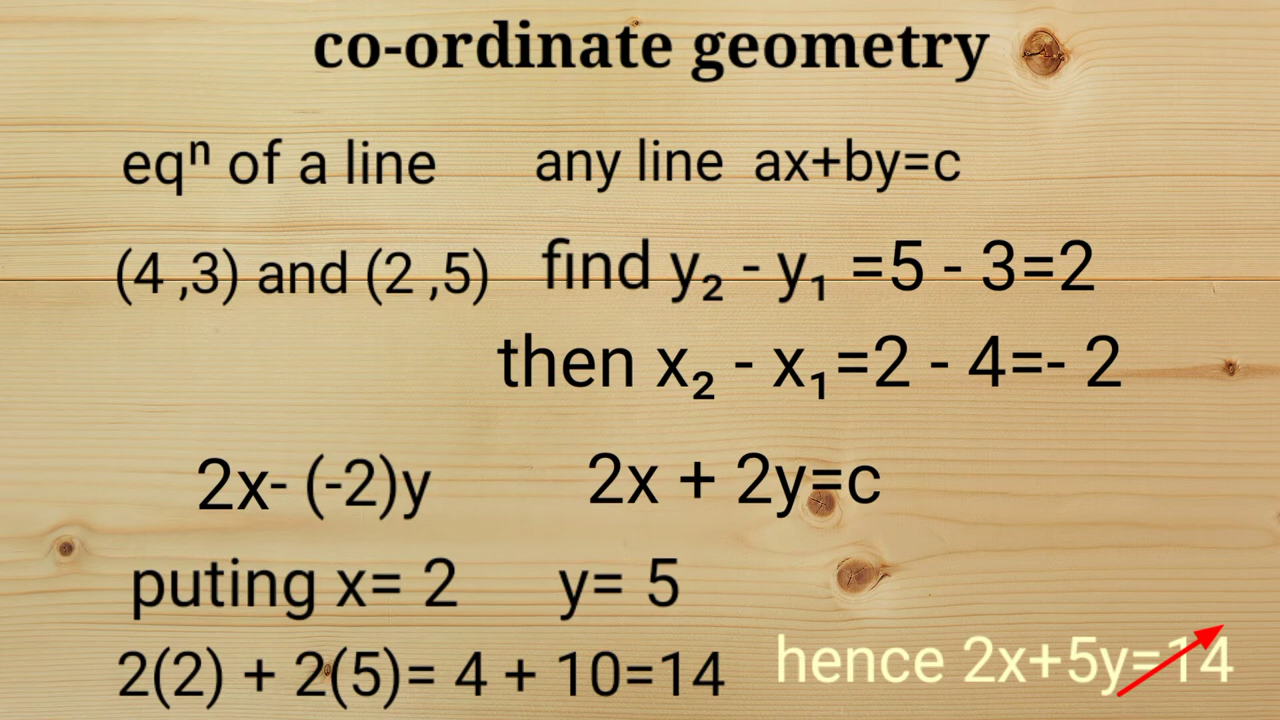 co-ordinate geometry
eqⁿ of a line any line ax+by=c
(4 ,3) and (2 ,5) find y₂ - y₁ =5 - 3=2
then x₂ - x₁=2 - 4=- 2
2x- (-2)y 2x + 2y=c
puting x= 2 y= 5
2(2) + 2(5)= 4 + 10=14 hence 2x+5y=14